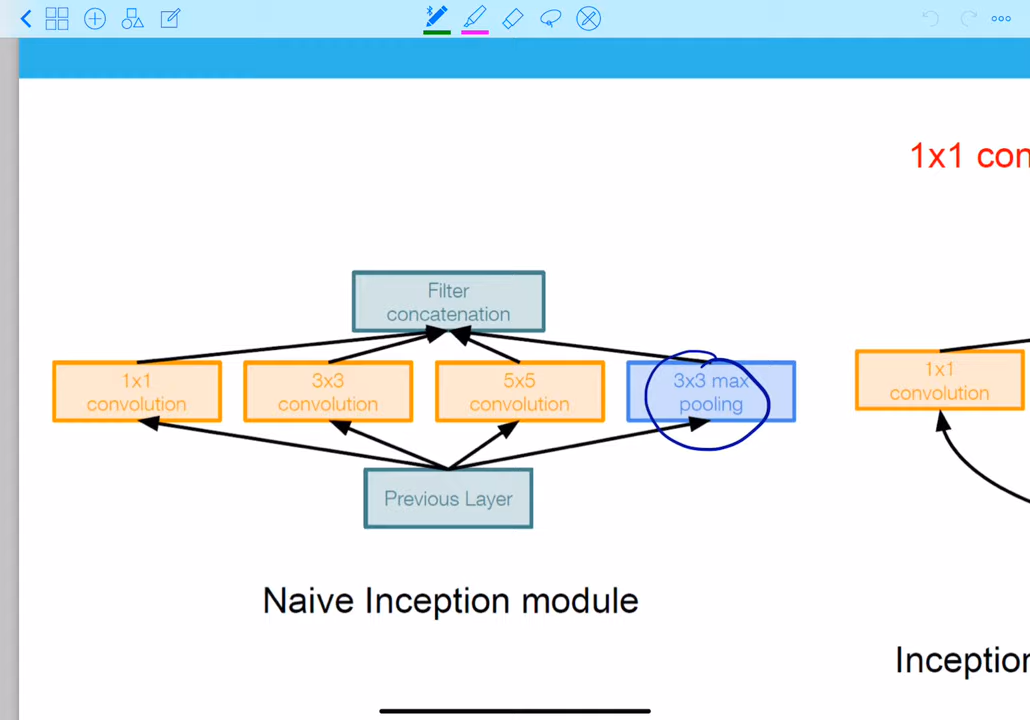 1x1 con
Filter
concatenation
1x1
convolution
3x3
convolution
5x5
convolution
3x3 max
pooling
1x1
convolution
Previous Layer
Naive Inception module
Inception